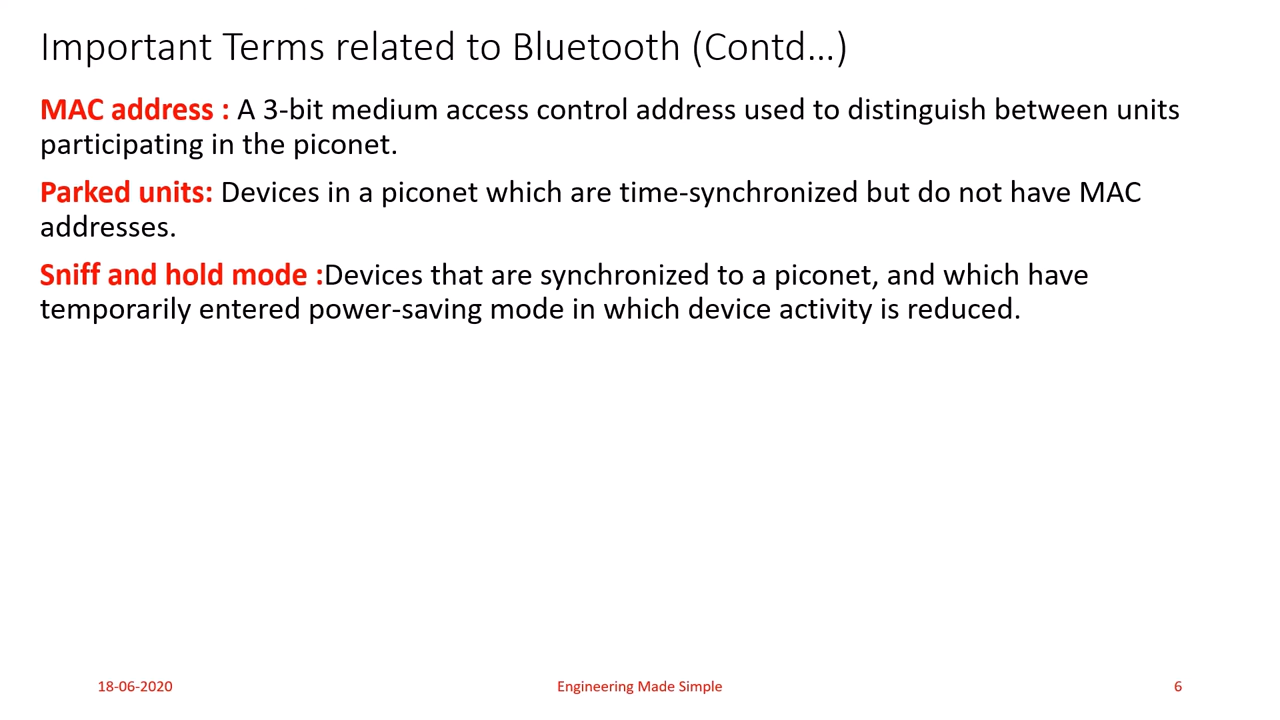 Important Terms related to Bluetooth (Contd...)
MAC address : A 3-bit medium access control address used to distinguish between units
participating in the piconet.
Parked units: Devices in a piconet which are time-synchronized but do not have MAC
addresses.
Sniff and hold mode :Devices that are synchronized to a piconet, and which have
temporarily entered power-saving mode in which device activity is reduced.
18-06-2020
Engineering Made Simple
6